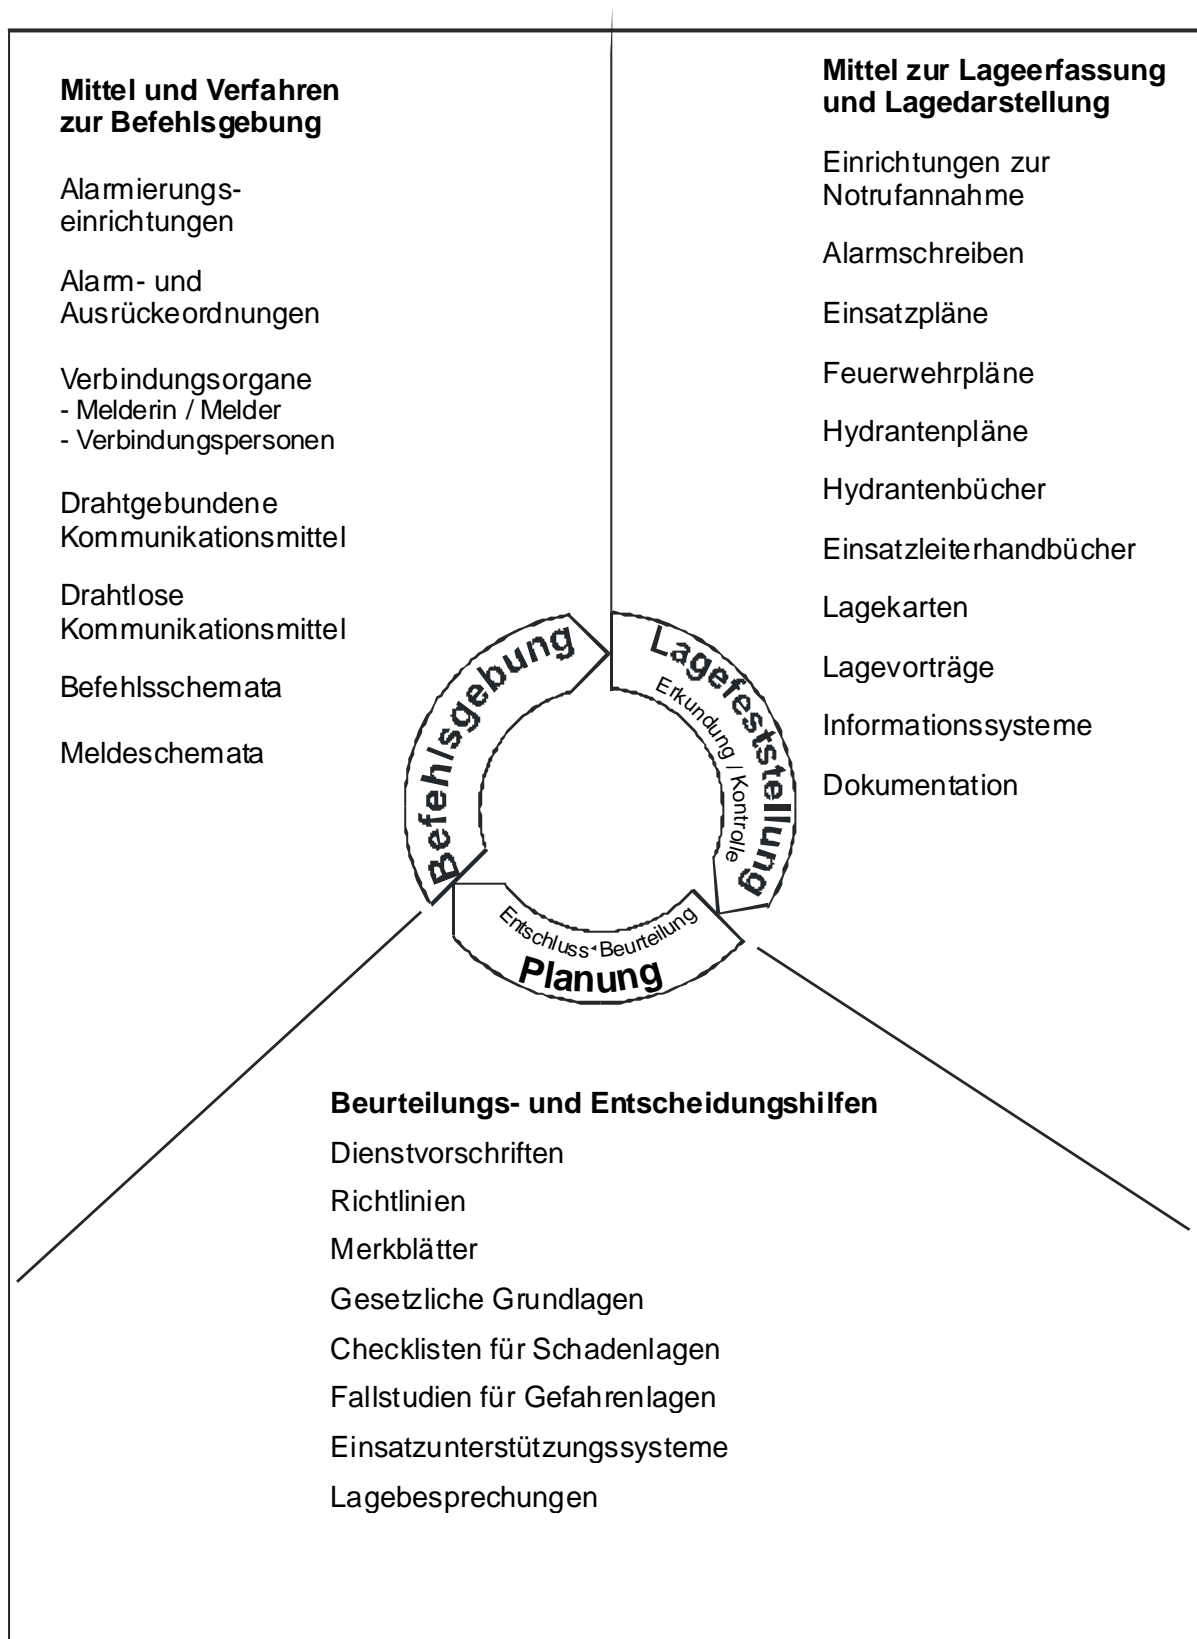 Mittel und Verfahren
zur Befehlsgebung
Alarmierungs-
einrichtungen
Alarm- und
Ausrückeordnungen
Verbindungsorgane
- Melderin / Melder
- Verbindungspersonen
Drahtgebundene
Kommunikationsmittel
Drahtlose
Kommunikationsmittel
Befehlsschemata
Meldeschemata
Mittel zur Lageerfassung
und Lagedarstellung
Einrichtungen zur
Notrufannahme
Alarmschreiben
Einsatzpläne
Feuerwehrpläne
Hydrantenpläne
Hydrantenbücher
Einsatzleiterhandbücher
Lagekarten
Lagevorträge
Informationssysteme
Dokumentation
Befehlsgebung
Lagefeststellung
Erkundung / Kontrolle
Entschluss Beurteilung
Planung
Beurteilungs- und Entscheidungshilfen
Dienstvorschriften
Richtlinien
Merkblätter
Gesetzliche Grundlagen
Checklisten für Schadenlagen
Fallstudien für Gefahrenlagen
Einsatzunterstützungssysteme
Lagebesprechungen